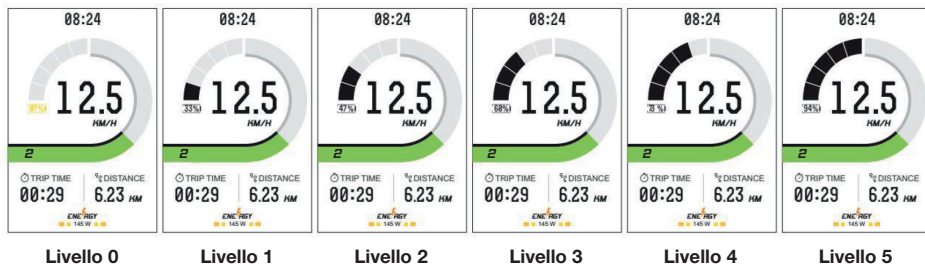 08:24 08:24 08:24 08:24 08:24 08:24
12.5 12.5 12.5 12.5 12.5 12.5
33% 47% 60% 94%
KM/H KM/H KM/H KM/H KM/H KM/H
2 2 2 2 2 2
TRIP TIME DISTANCE TRIP TIME DISTANCE TRIP TIME DISTANCE TRIP TIME DISTANCE TRIP TIME DISTANCE TRIP TIME DISTANCE
00:29 6.23 KM 00:29 6.23 KM 00:29 6.23 KM 00:29 6.23 KM 00:29 6.23 KM 00:29 6.23 KM
ENERGY ENERGY ENERGY ENERGY ENERGY ENERGY
145 W 145 W 145 W 145 W 145 W 145 W
Livello 0 Livello 1 Livello 2 Livello 3 Livello 4 Livello 5